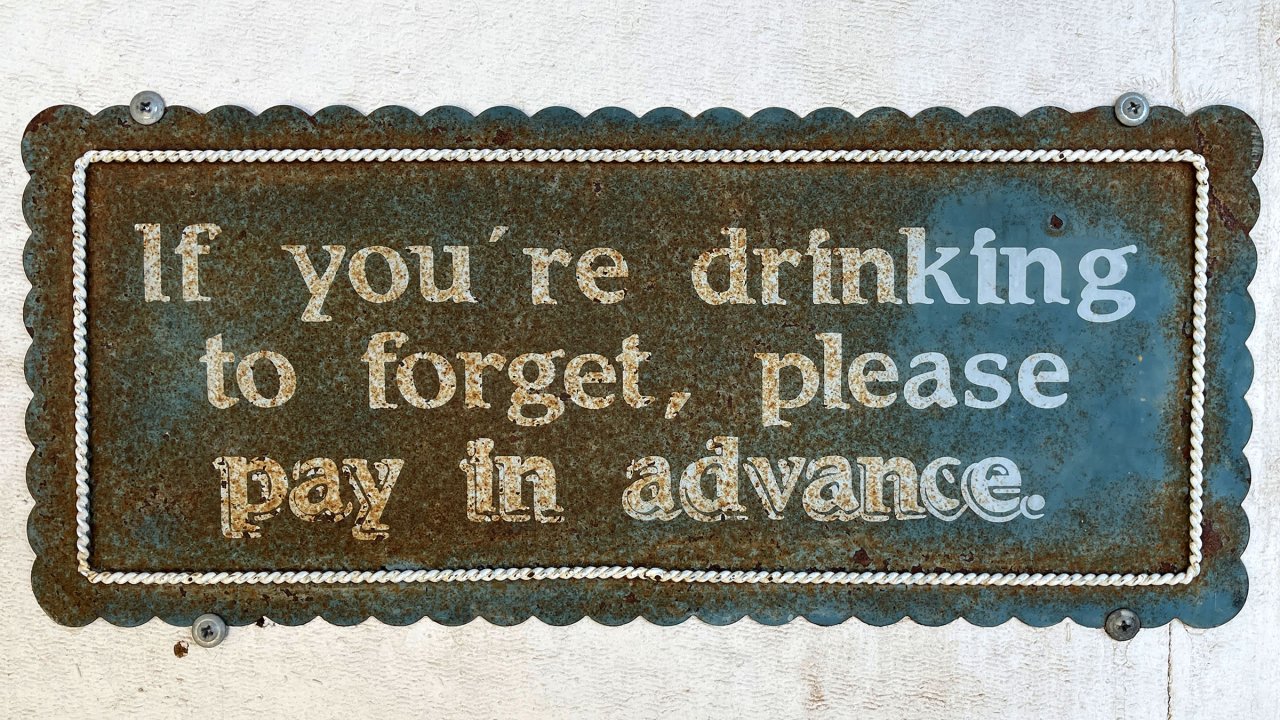 If you're drinking
to forget, please
pay in advance.